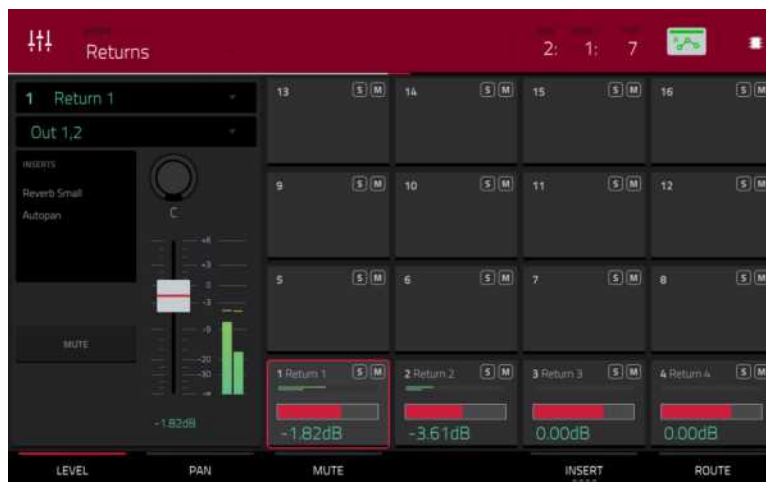 Returns
2: 1: 7
1 Return 1
Out 1,2
INSERTS
Reverb Small
Autopan
C
+6
+3
0
-3
-9
-20
-30
-∞
MUTE
-1.82dB
13 S M
14 S M
15 S M
16 S M
9 S M
10 S M
11 S M
12 S M
5 S M
6 S M
7 S M
8 S M
1 Return 1 S M
-1.82dB
2 Return 2 S M
-3.61dB
3 Return 3 S M
0.00dB
4 Return 4 S M
0.00dB
LEVEL
PAN
MUTE
INSERT
ROUTE